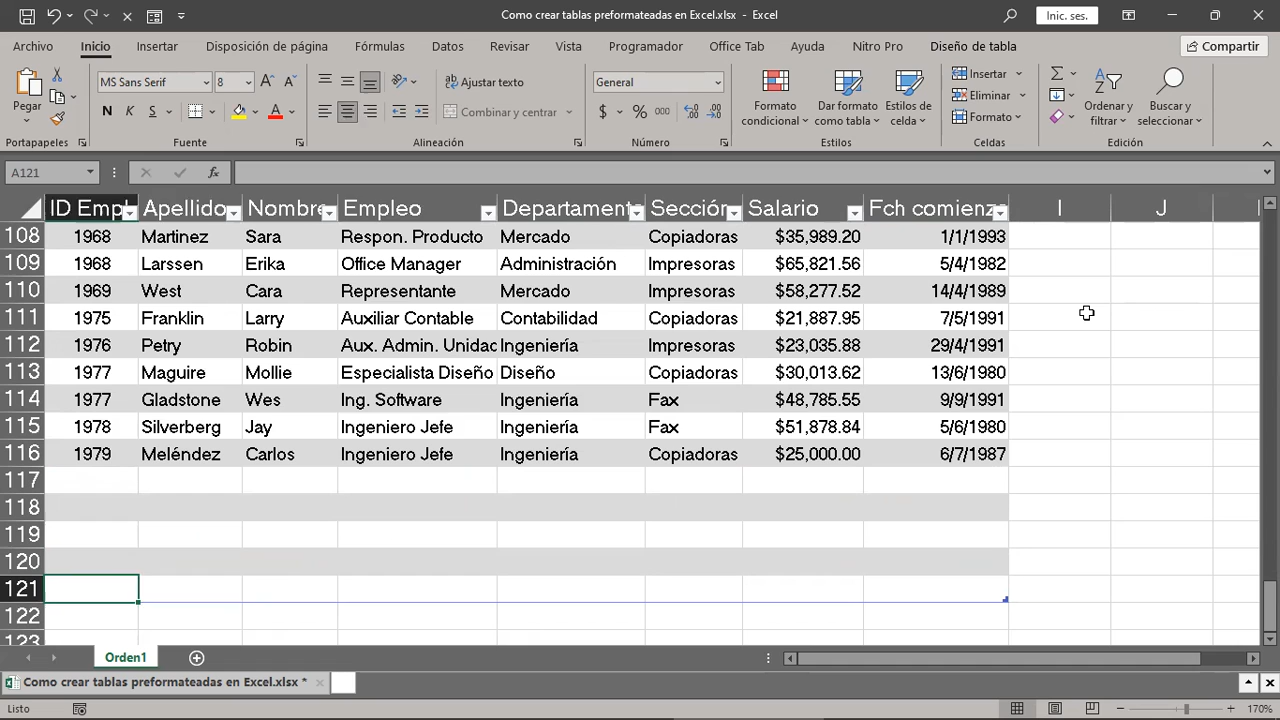 Como crear tablas preformateadas en Excel.xlsx - Excel
Inic. ses.
Archivo Inicio Insertar Disposición de página Fórmulas Datos Revisar Vista Programador Office Tab Ayuda Nitro Pro Diseño de tabla Compartir
Pegar
MS Sans Serif 8
N K S
Ajustar texto
Combinar y centrar
General
$ % 000
Formato condicional
Dar formato como tabla
Estilos de celda
Insertar
Eliminar
Formato
Ordenar y filtrar
Buscar y seleccionar
Portapapeles Fuente Alineación Número Estilos Celdas Edición
A121 fx
ID Empl Apellido Nombre Empleo Departament Sección Salario Fch comienz I J
108 1968 Martinez Sara Respon. Producto Mercado Copiadoras $35,989.20 1/1/1993
109 1968 Larssen Erika Office Manager Administración Impresoras $65,821.56 5/4/1982
110 1969 West Cara Representante Mercado Impresoras $58,277.52 14/4/1989
111 1975 Franklin Larry Auxiliar Contable Contabilidad Copiadoras $21,887.95 7/5/1991
112 1976 Petry Robin Aux. Admin. Unidad Ingeniería Impresoras $23,035.88 29/4/1991
113 1977 Maguire Mollie Especialista Diseño Diseño Copiadoras $30,013.62 13/6/1980
114 1977 Gladstone Wes Ing. Software Ingeniería Fax $48,785.55 9/9/1991
115 1978 Silverberg Jay Ingeniero Jefe Ingeniería Fax $51,878.84 5/6/1980
116 1979 Meléndez Carlos Ingeniero Jefe Ingeniería Copiadoras $25,000.00 6/7/1987
117
118
119
120
121
122
123
Orden1
Como crear tablas preformateadas en Excel.xlsx *
Listo 170%